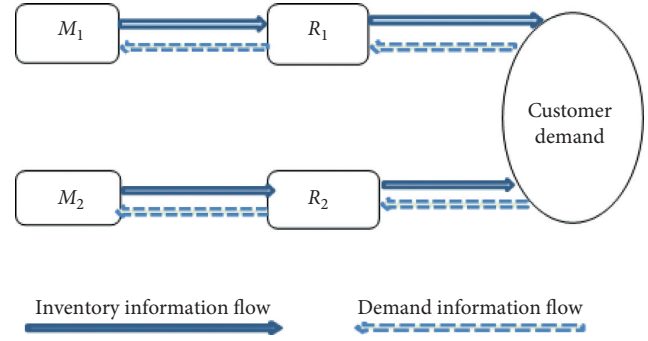 M₁
R₁
Customer
demand
M₂
R₂
Inventory information flow
Demand information flow